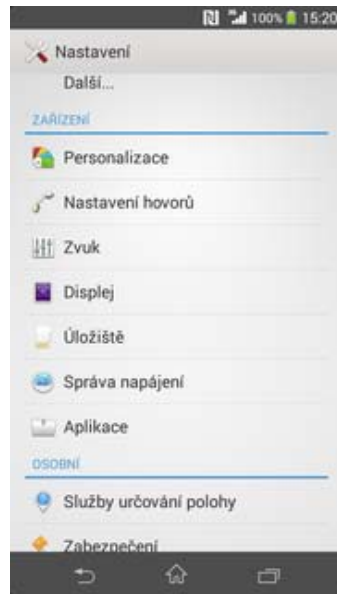 100% 15:20
Nastavení
Další...
ZAŘÍZENÍ
Personalizace
Nastavení hovorů
Zvuk
Displej
Úložiště
Správa napájení
Aplikace
OSOBNÍ
Služby určování polohy
Zabezpečení